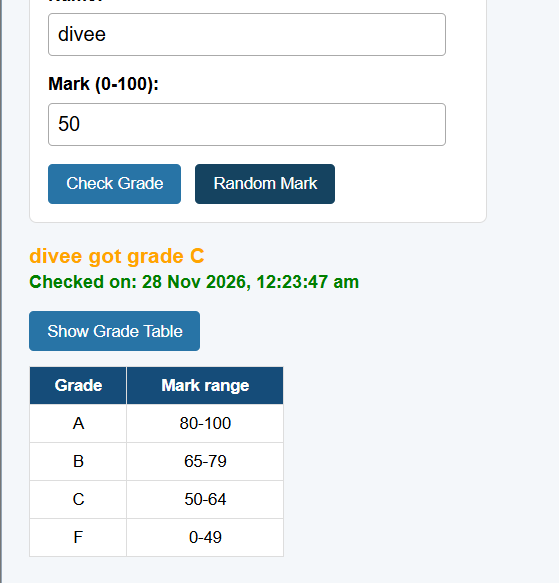 divee
Mark (0-100):
50
Check Grade Random Mark
divee got grade C
Checked on: 28 Nov 2026, 12:23:47 am
Show Grade Table
Grade Mark range
A 80-100
B 65-79
C 50-64
F 0-49